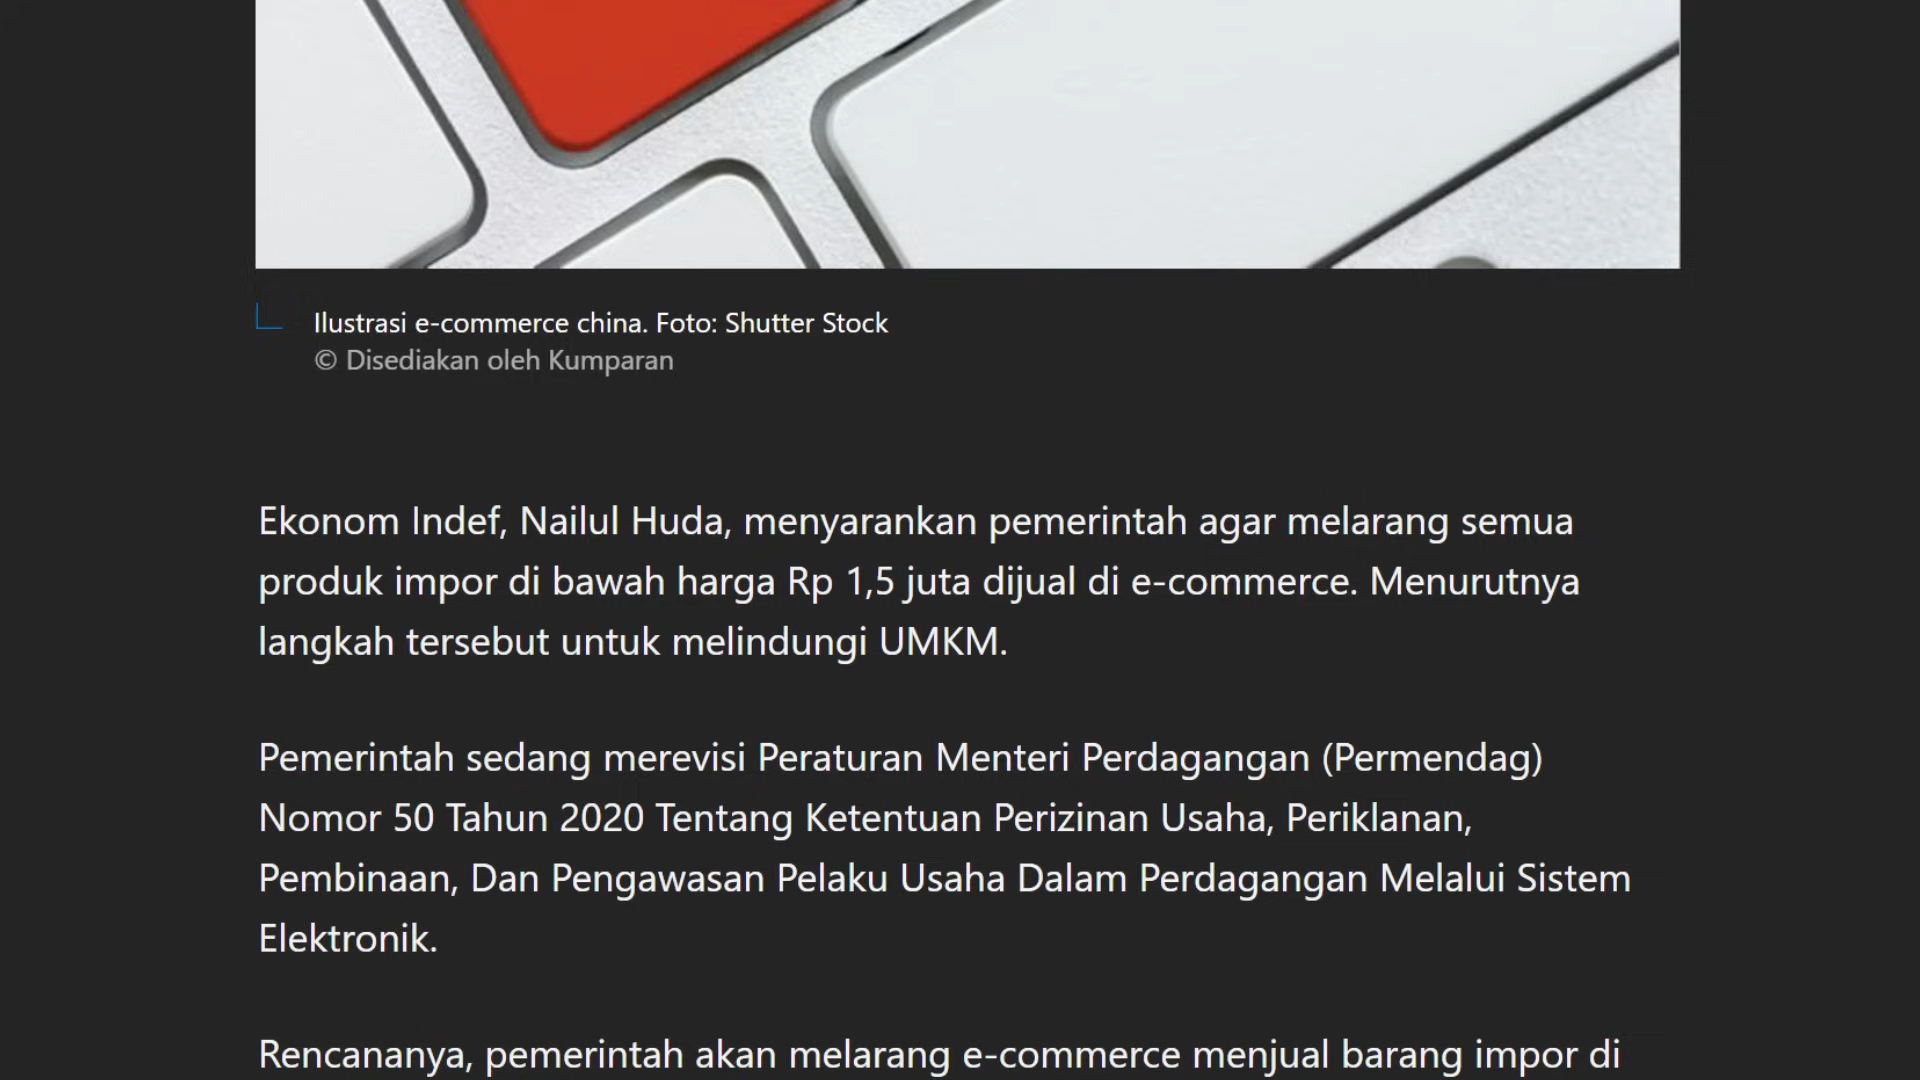 Ilustrasi e-commerce china. Foto: Shutter Stock
© Disediakan oleh Kumparan
Ekonom Indef, Nailul Huda, menyarankan pemerintah agar melarang semua
produk impor di bawah harga Rp 1,5 juta dijual di e-commerce. Menurutnya
langkah tersebut untuk melindungi UMKM.
Pemerintah sedang merevisi Peraturan Menteri Perdagangan (Permendag)
Nomor 50 Tahun 2020 Tentang Ketentuan Perizinan Usaha, Periklanan,
Pembinaan, Dan Pengawasan Pelaku Usaha Dalam Perdagangan Melalui Sistem
Elektronik.
Rencananya, pemerintah akan melarang e-commerce menjual barang impor di